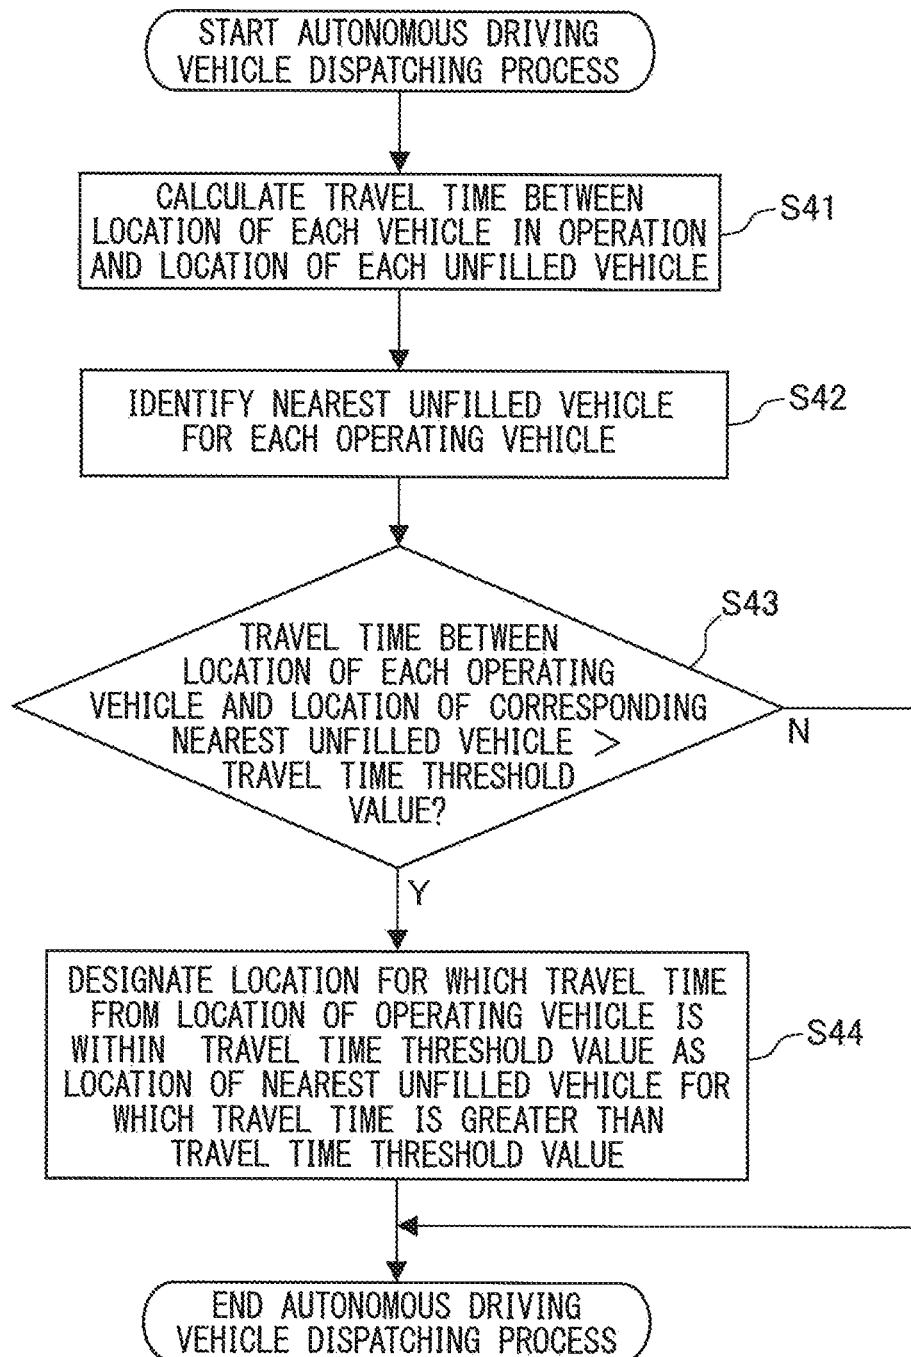 START AUTONOMOUS DRIVING
VEHICLE DISPATCHING PROCESS
CALCULATE TRAVEL TIME BETWEEN
LOCATION OF EACH VEHICLE IN OPERATION
AND LOCATION OF EACH UNFILLED VEHICLE
S41
IDENTIFY NEAREST UNFILLED VEHICLE
FOR EACH OPERATING VEHICLE
S42
TRAVEL TIME BETWEEN
LOCATION OF EACH OPERATING
VEHICLE AND LOCATION OF CORRESPONDING
NEAREST UNFILLED VEHICLE >
TRAVEL TIME THRESHOLD
VALUE?
S43
N
Y
DESIGNATE LOCATION FOR WHICH TRAVEL TIME
FROM LOCATION OF OPERATING VEHICLE IS
WITHIN TRAVEL TIME THRESHOLD VALUE AS
LOCATION OF NEAREST UNFILLED VEHICLE FOR
WHICH TRAVEL TIME IS GREATER THAN
TRAVEL TIME THRESHOLD VALUE
S44
END AUTONOMOUS DRIVING
VEHICLE DISPATCHING PROCESS